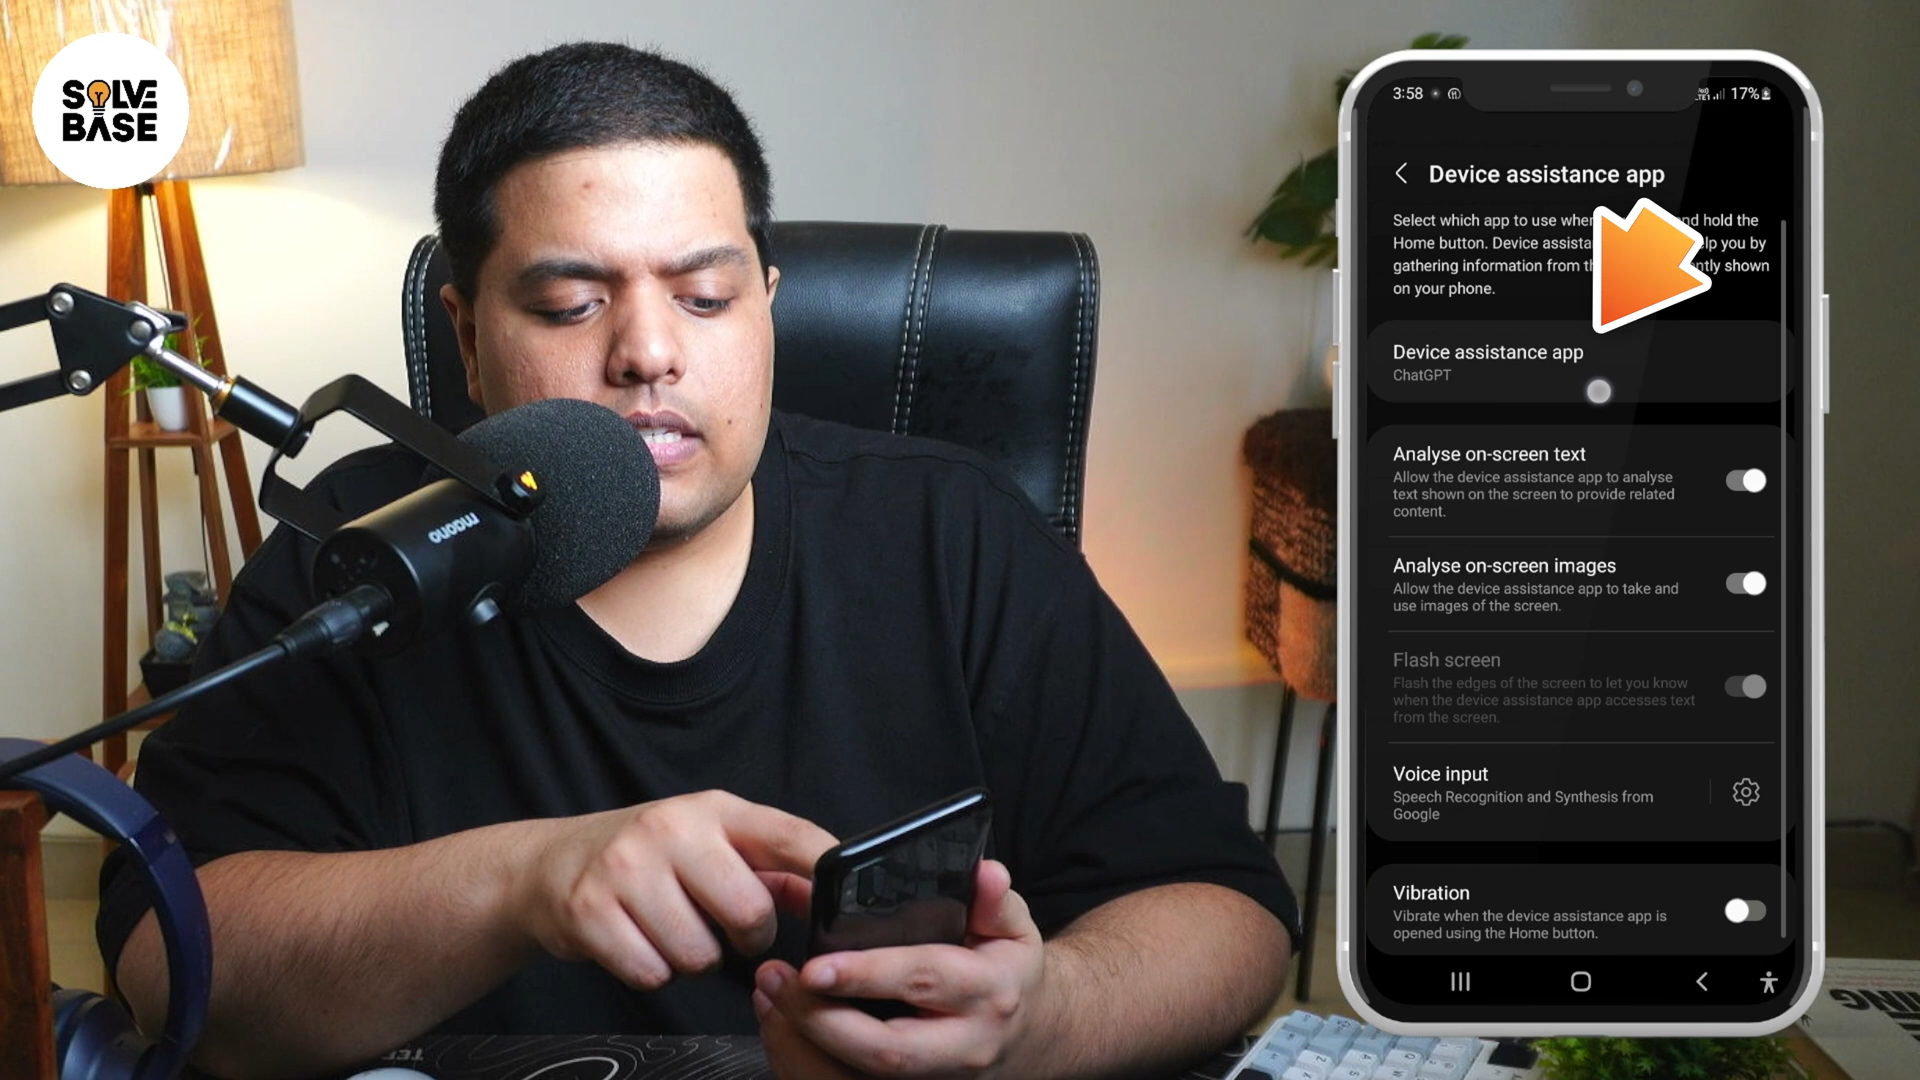 SOLVE
BASE
maono
3:58
17%
Device assistance app
Select which app to use when and hold the
Home button. Device assista lp you by
gathering information from th ntly shown
on your phone.
Device assistance app
ChatGPT
Analyse on-screen text
Allow the device assistance app to analyse
text shown on the screen to provide related
content.
Analyse on-screen images
Allow the device assistance app to take and
use images of the screen.
Flash screen
Flash the edges of the screen to let you know
when the device assistance app accesses text
from the screen.
Voice input
Speech Recognition and Synthesis from
Google
Vibration
Vibrate when the device assistance app is
opened using the Home button.